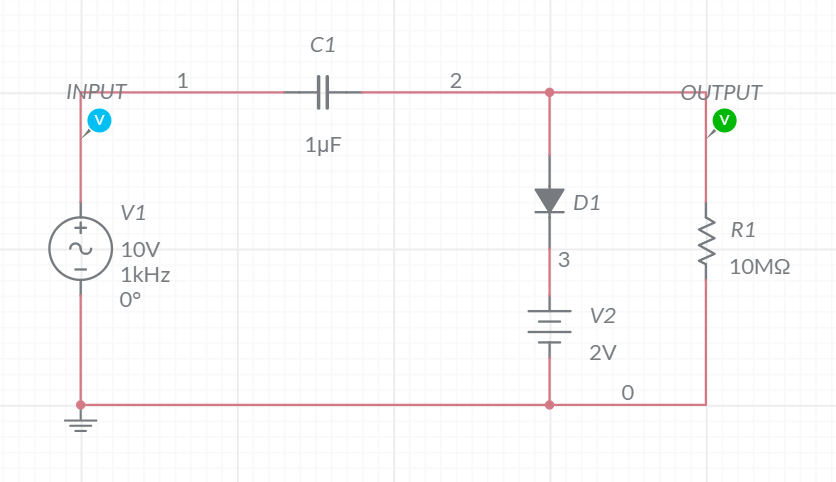 C1
INPUT
1
2
OUTPUT
V
V
1µF
D1
V1
10V
1kHz
0°
R1
10MΩ
3
V2
2V
0